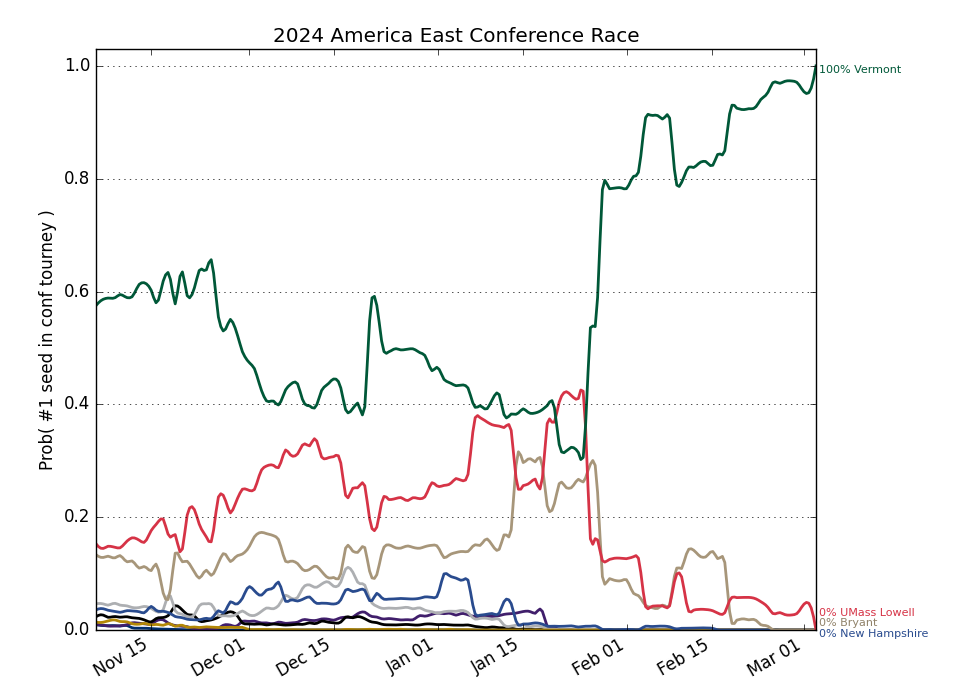 2024 America East Conference Race
Prob( #1 seed in conf tourney )
1.0
0.8
0.6
0.4
0.2
0.0
Nov 15
Dec 01
Dec 15
Jan 01
Jan 15
Feb 01
Feb 15
Mar 01
100% Vermont
0% UMass Lowell
0% Bryant
0% New Hampshire